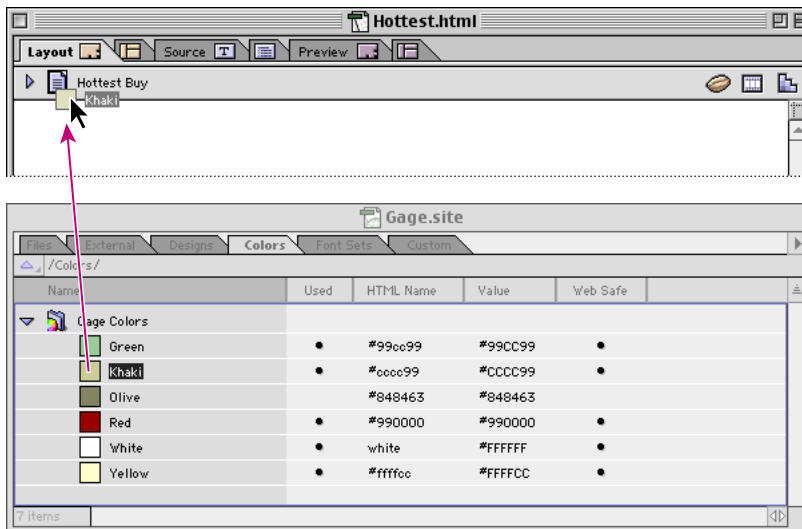 Hottest.html
Layout Source T Preview
Hottest Buy
Khaki
Gage.site
Files External Designs Colors Font Sets Custom
/Colors/
Name Used HTML Name Value Web Safe
Gage Colors
Green • #99cc99 #99CC99 •
Khaki • #cccc99 #CCCC99 •
Olive #848463 #848463
Red • #990000 #990000 •
White • white #FFFFFF •
Yellow • #ffffcc #FFFFCC •
7 items